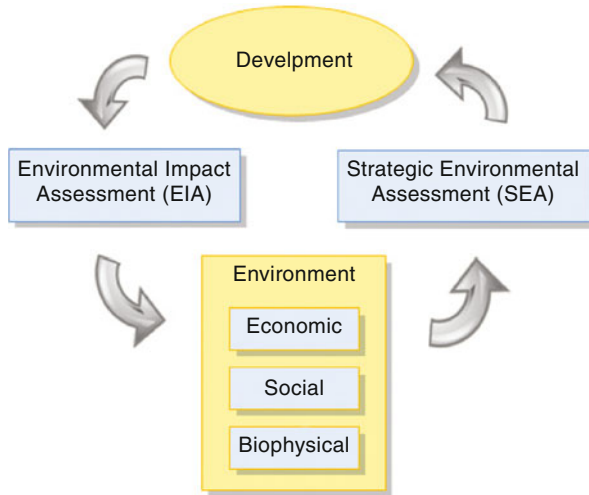 Develpment
Environmental Impact
Assessment (EIA)
Strategic Environmental
Assessment (SEA)
Environment
Economic
Social
Biophysical